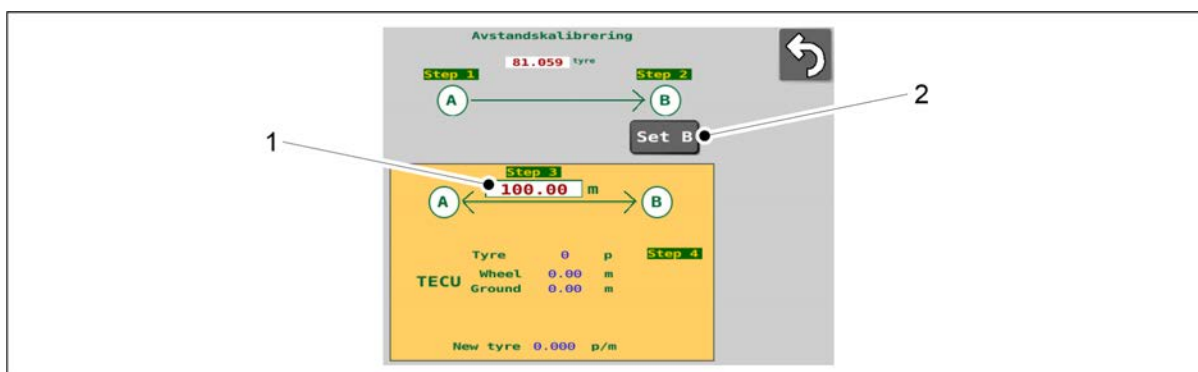 Avstandskalibrering
81.059 tyre
Step 1 Step 2
A B
Set B
2
1
Step 3
100.00 m
A B
Tyre 0 p Step 4
TECU Wheel 0.00 m
Ground 0.00 m
New tyre 0.000 p/m